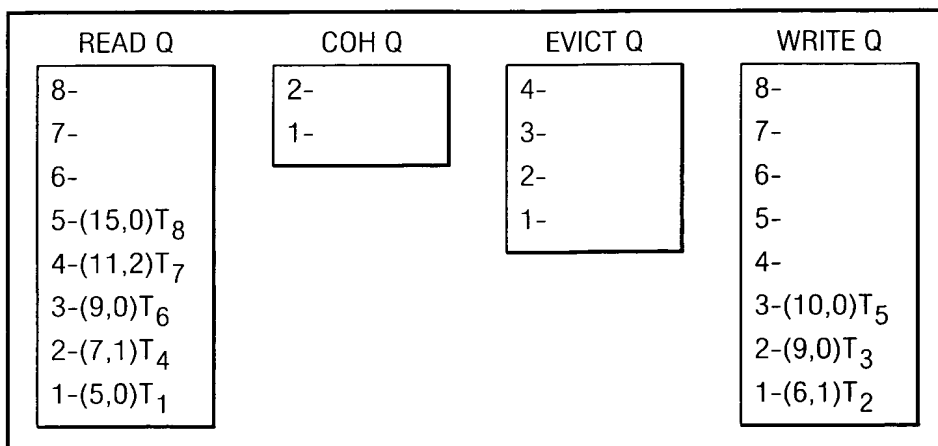 READ Q
8-
7-
6-
5-(15,0)T8
4-(11,2)T7
3-(9,0)T6
2-(7,1)T4
1-(5,0)T1
COH Q
2-
1-
EVICT Q
4-
3-
2-
1-
WRITE Q
8-
7-
6-
5-
4-
3-(10,0)T5
2-(9,0)T3
1-(6,1)T2